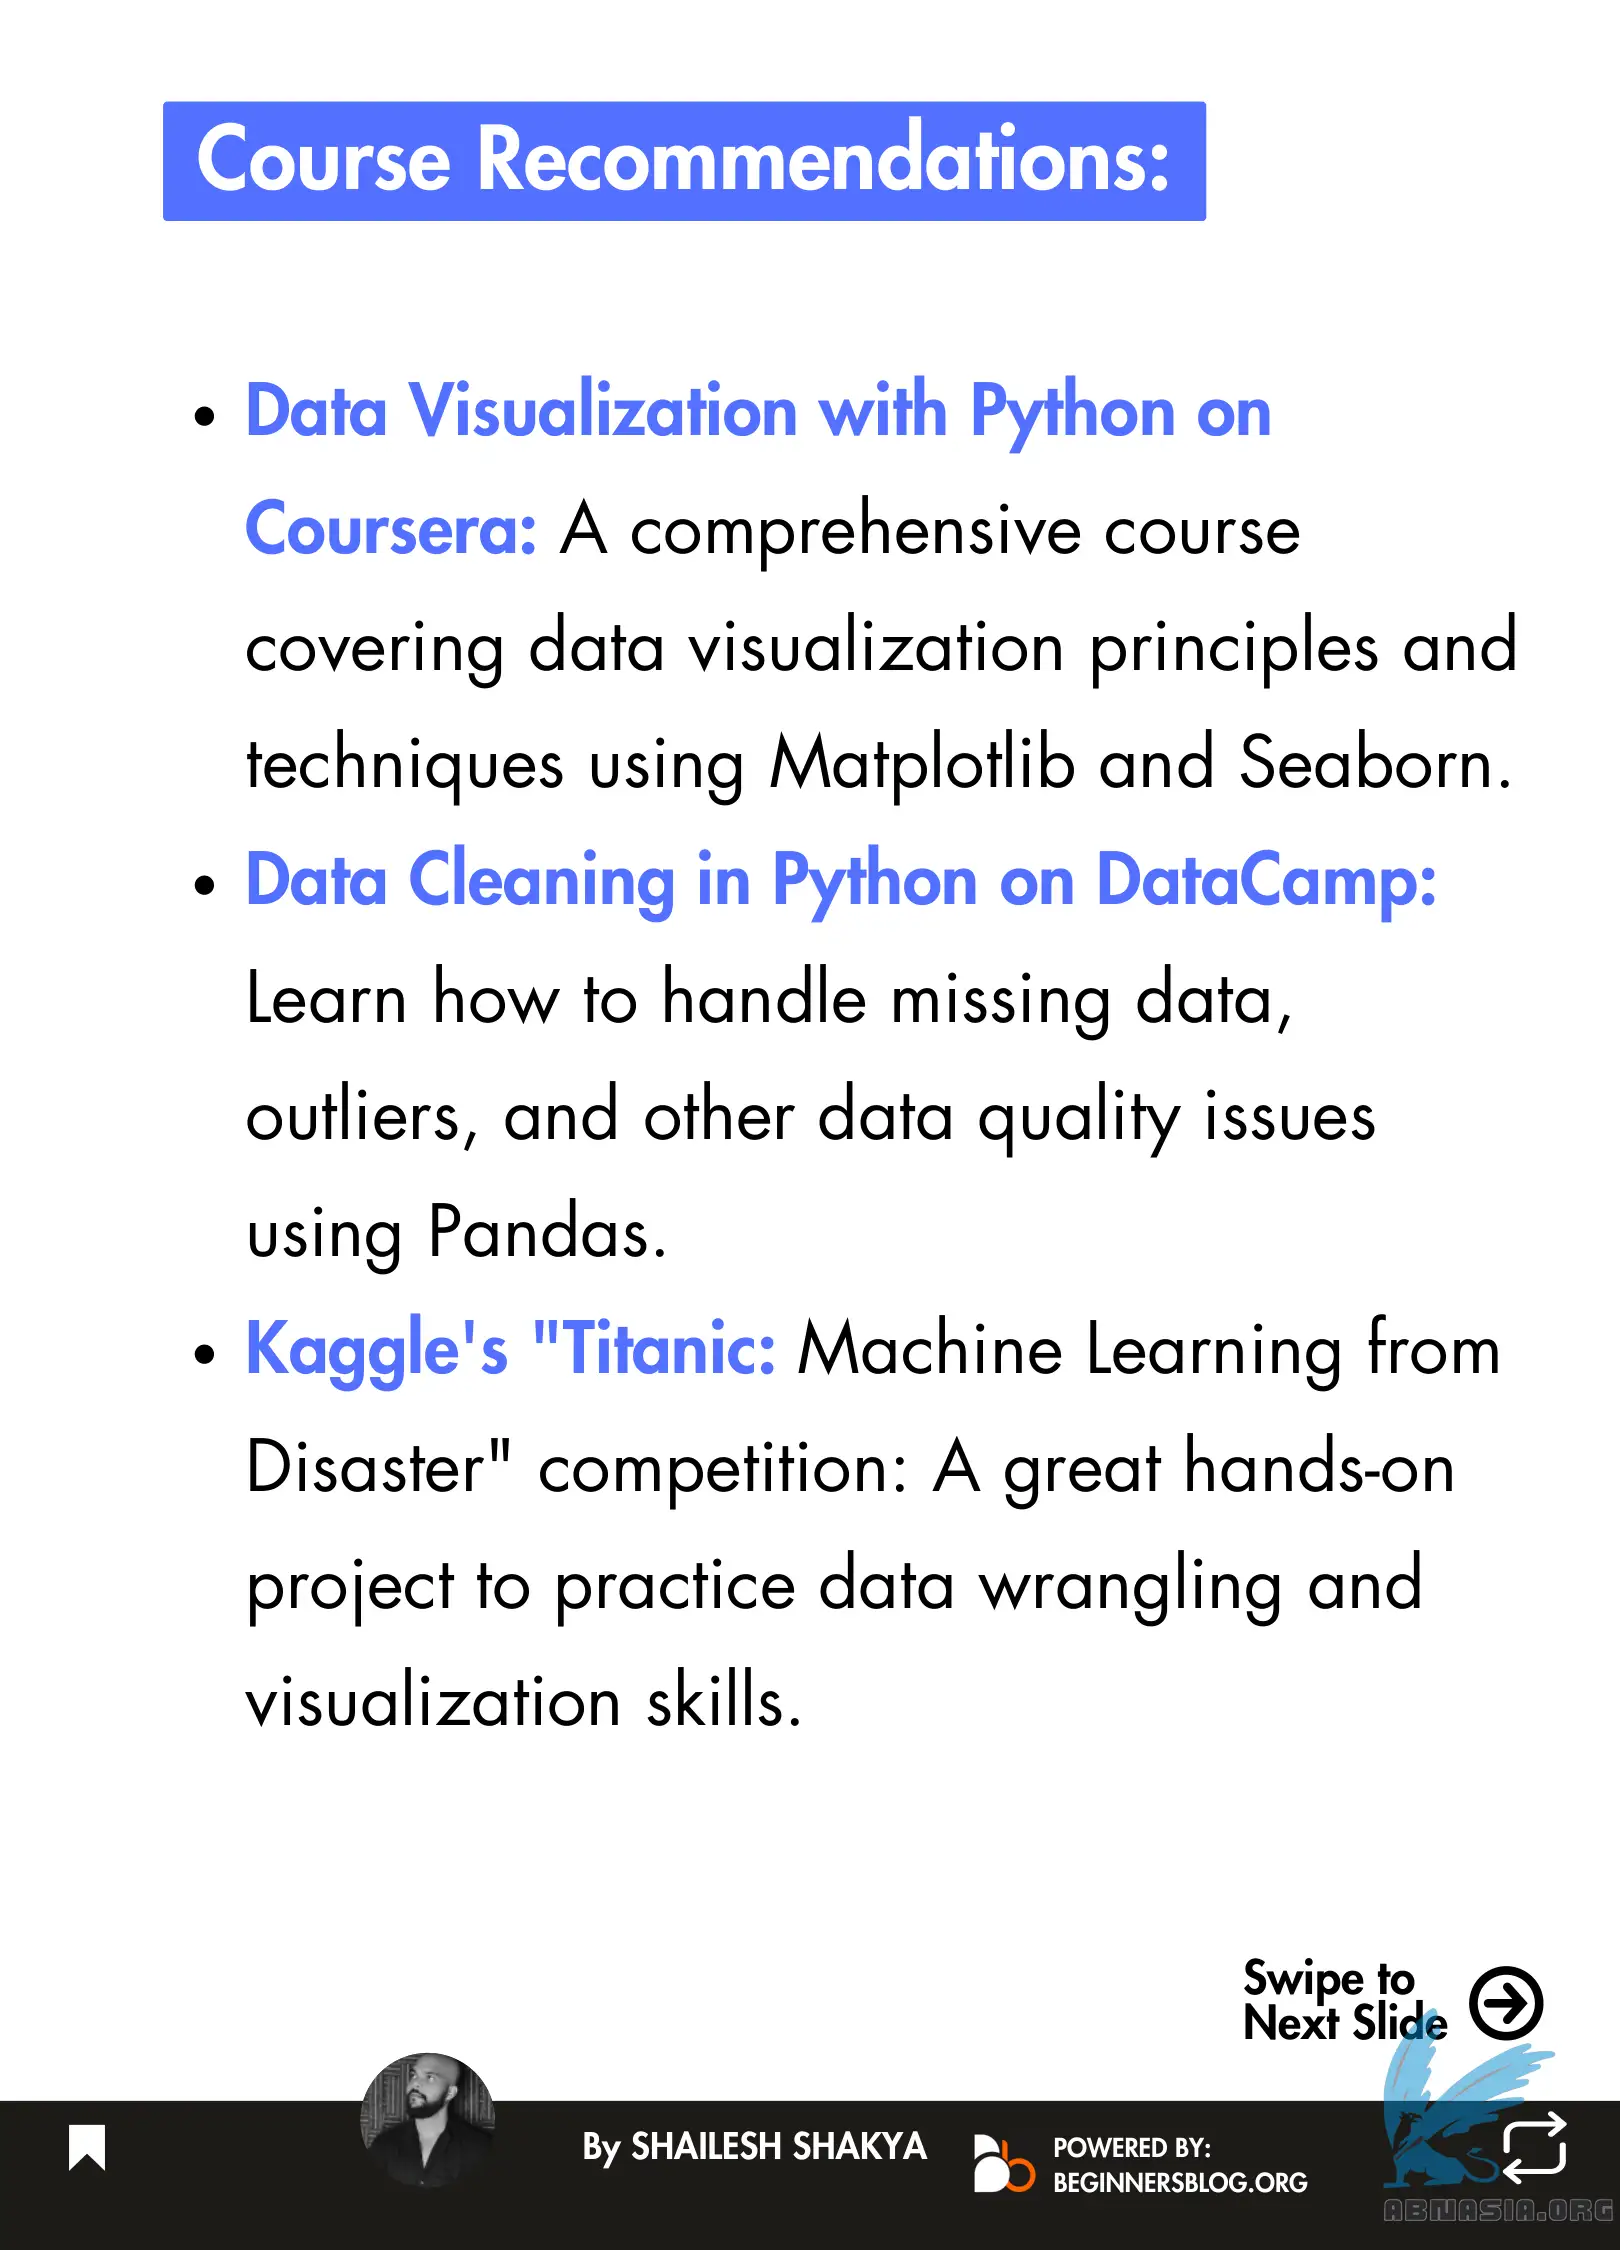 Course Recommendations:
• Data Visualization with Python on
Coursera: A comprehensive course
covering data visualization principles and
techniques using Matplotlib and Seaborn.
• Data Cleaning in Python on DataCamp:
Learn how to handle missing data,
outliers, and other data quality issues
using Pandas.
• Kaggle's "Titanic: Machine Learning from
Disaster" competition: A great hands-on
project to practice data wrangling and
visualization skills.
Swipe to
Next Slide
By SHAILESH SHAKYA
POWERED BY:
BEGINNERSBLOG.ORG
ABNASIA.ORG